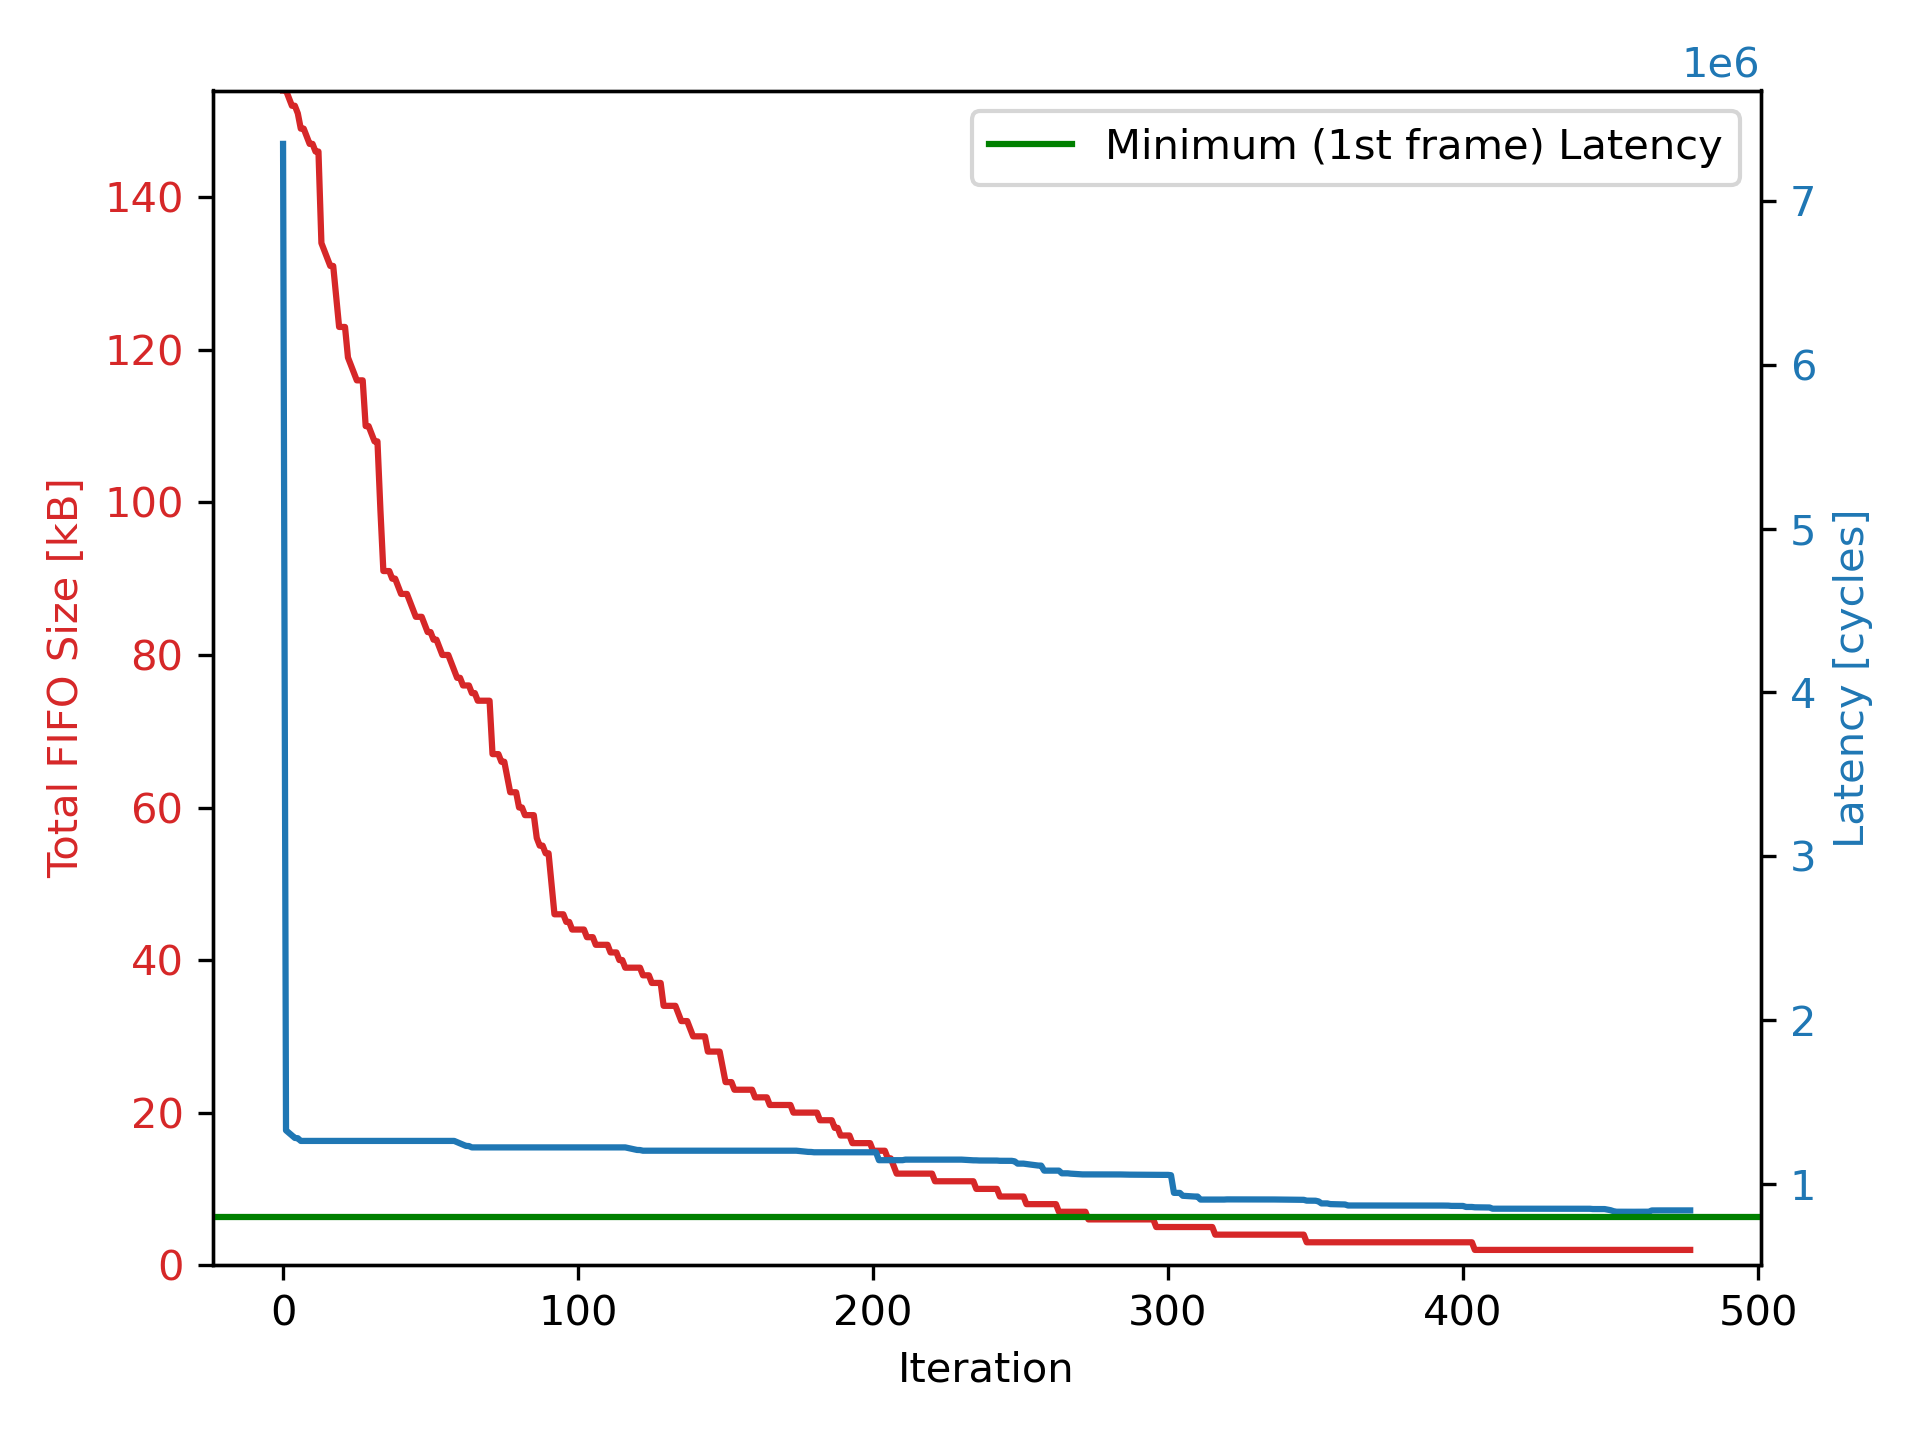 1e6
Minimum (1st frame) Latency
140
120
100
80
60
40
20
0
Total FIFO Size [kB]
7
6
5
4
3
2
1
Latency [cycles]
0 100 200 300 400 500
Iteration